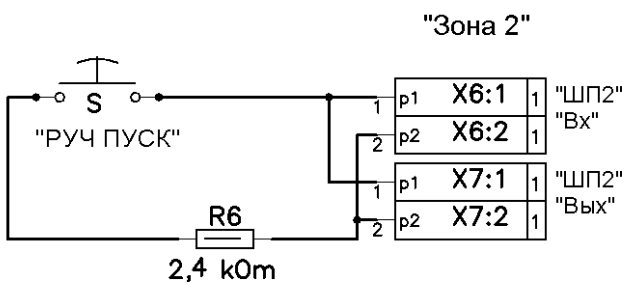 "Зона 2"
S
"РУЧ ПУСК"
1 p1 X6:1 1 "ШП2"
2 p2 X6:2 1 "Вх"
1 p1 X7:1 1 "ШП2"
2 p2 X7:2 1 "Вых"
R6
2,4 kOm